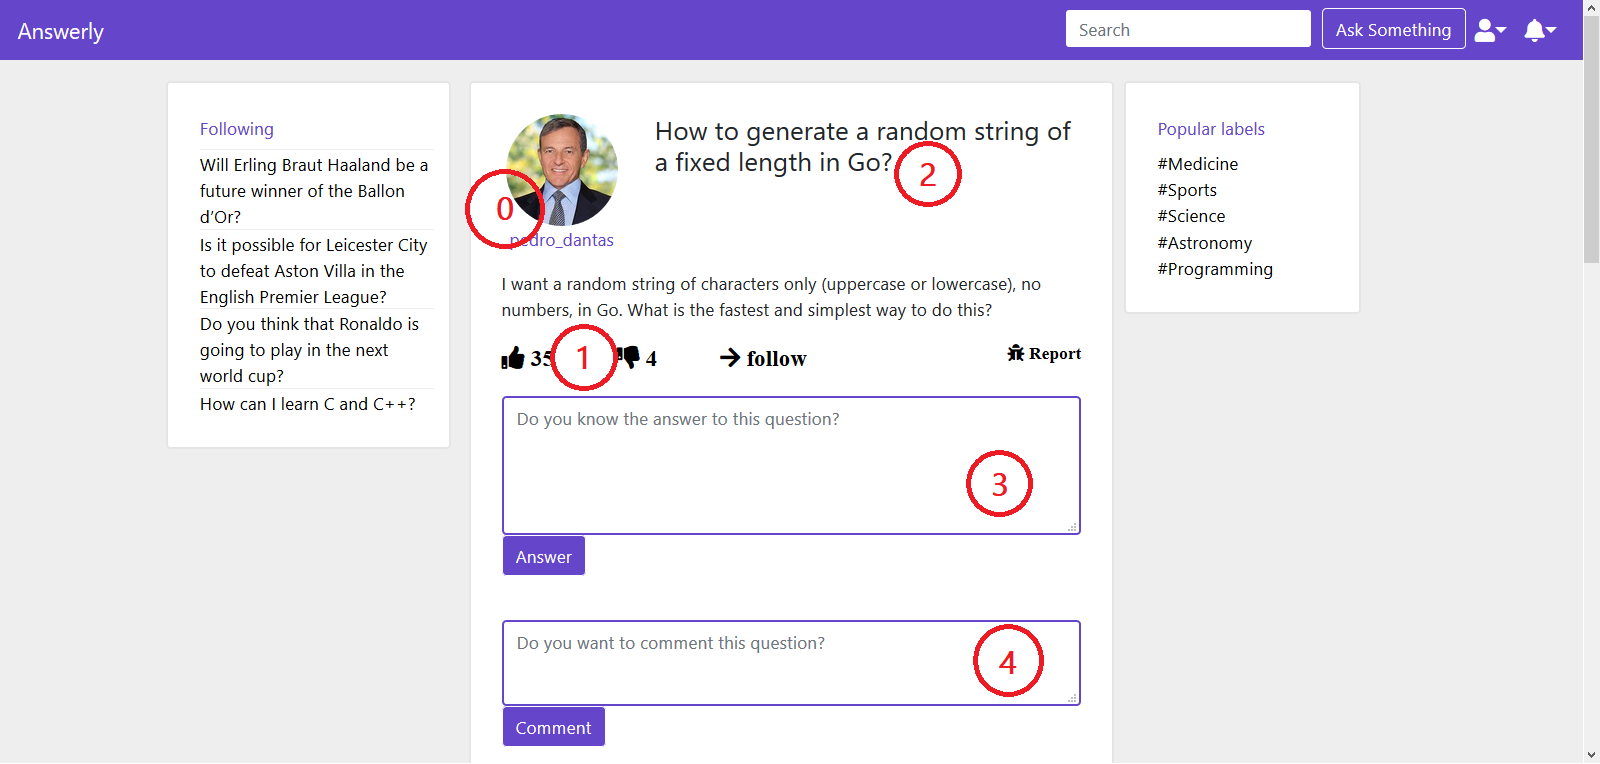 Answerly
Search
Ask Something
Following
Will Erling Braut Haaland be a
future winner of the Ballon
d’Or?
Is it possible for Leicester City
to defeat Aston Villa in the
English Premier League?
Do you think that Ronaldo is
going to play in the next
world cup?
How can I learn C and C++?
How to generate a random string of
a fixed length in Go?
2
0
pedro_dantas
I want a random string of characters only (uppercase or lowercase), no
numbers, in Go. What is the fastest and simplest way to do this?
35
1
4
follow
Report
Do you know the answer to this question?
3
Answer
Do you want to comment this question?
4
Comment
Popular labels
#Medicine
#Sports
#Science
#Astronomy
#Programming